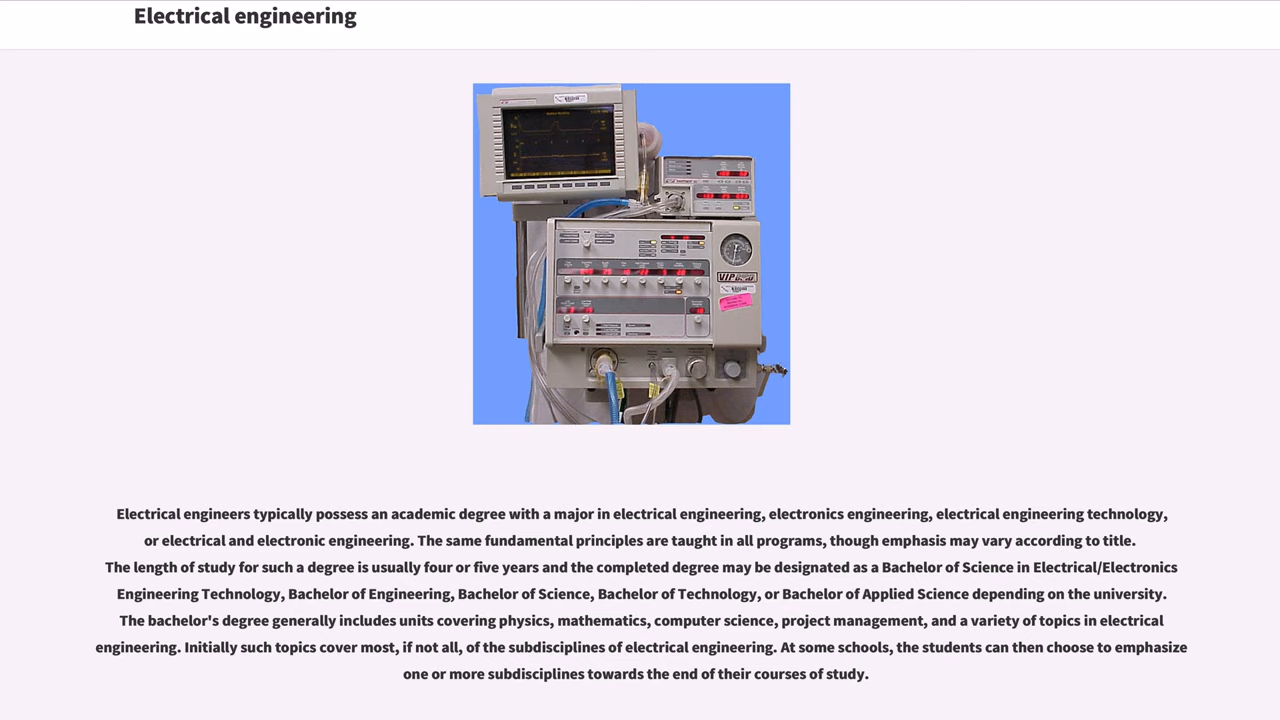 Electrical engineering
VIP
Electrical engineers typically possess an academic degree with a major in electrical engineering, electronics engineering, electrical engineering technology,
or electrical and electronic engineering. The same fundamental principles are taught in all programs, though emphasis may vary according to title.
The length of study for such a degree is usually four or five years and the completed degree may be designated as a Bachelor of Science in Electrical/Electronics
Engineering Technology, Bachelor of Engineering, Bachelor of Science, Bachelor of Technology, or Bachelor of Applied Science depending on the university.
The bachelor's degree generally includes units covering physics, mathematics, computer science, project management, and a variety of topics in electrical
engineering. Initially such topics cover most, if not all, of the subdisciplines of electrical engineering. At some schools, the students can then choose to emphasize
one or more subdisciplines towards the end of their courses of study.